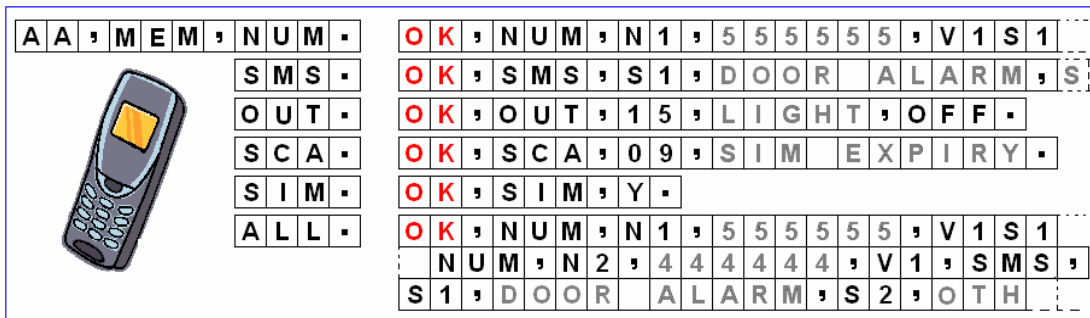 AA,MEM,NUM. OK,NUM,N1,555555,V1S1
SMS. OK,SMS,S1,DOOR ALARM,S
OUT. OK,OUT,15,LIGHT,OFF.
SCA. OK,SCA,09,SIM EXPIRY.
SIM. OK,SIM,Y.
ALL. OK,NUM,N1,555555,V1S1
NUM,N2,444444,V1,SMS,
S1,DOOR ALARM,S2,OTH